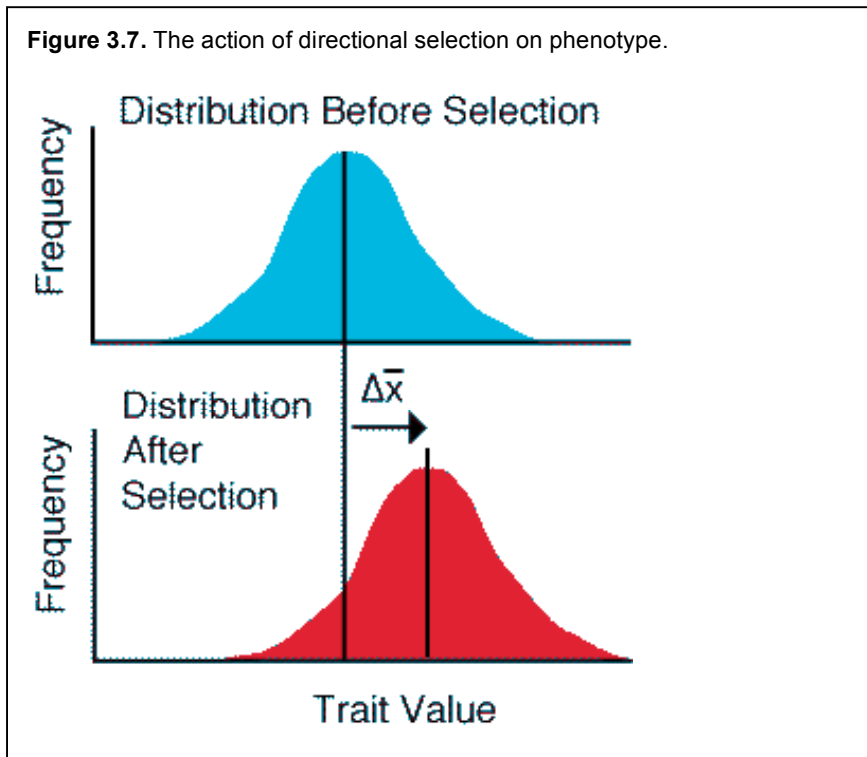 Figure 3.7. The action of directional selection on phenotype.
Distribution Before Selection
Frequency
Δx̄
Distribution
After
Selection
Frequency
Trait Value